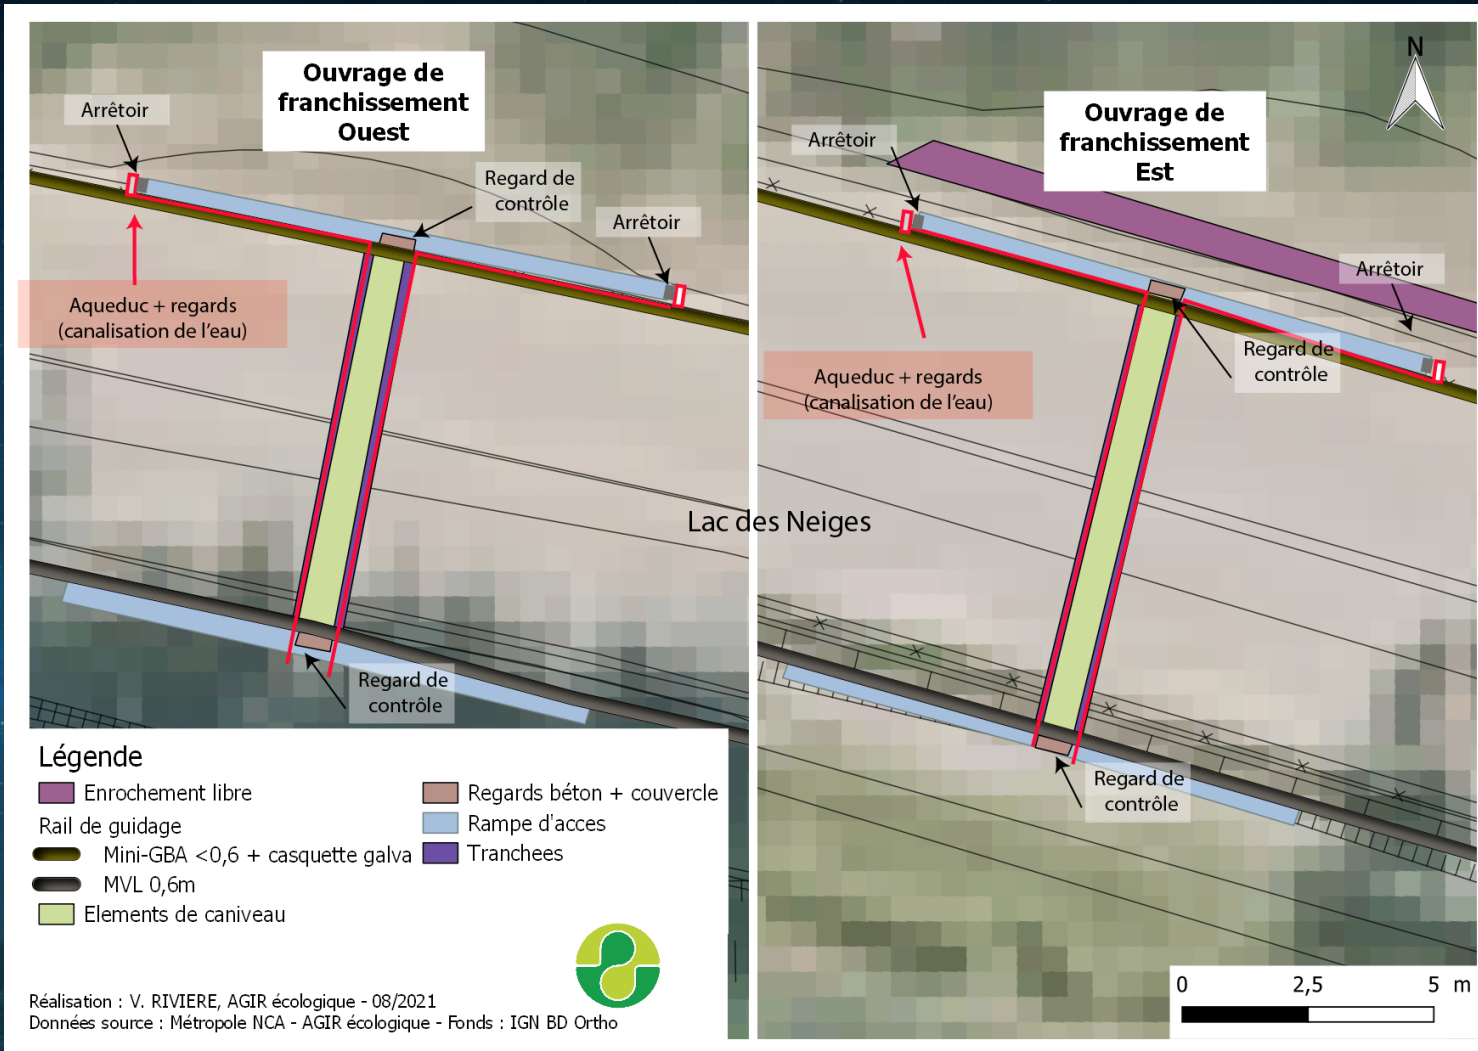 Ouvrage de
franchissement
Ouest
Arrêtoir
Regard de
contrôle
Arrêtoir
Aqueduc + regards
(canalisation de l'eau)
Regard de
contrôle
Ouvrage de
franchissement
Est
N
Arrêtoir
Arrêtoir
Regard de
contrôle
Aqueduc + regards
(canalisation de l'eau)
Lac des Neiges
Regard de
contrôle
Légende
Enrochement libre
Rail de guidage
Mini-GBA <0,6 + casquette galva
MVL 0,6m
Elements de caniveau
Regards béton + couvercle
Rampe d'acces
Tranchees
Réalisation : V. RIVIERE, AGIR écologique - 08/2021
Données source : Métropole NCA - AGIR écologique - Fonds : IGN BD Ortho
0 2,5 5 m